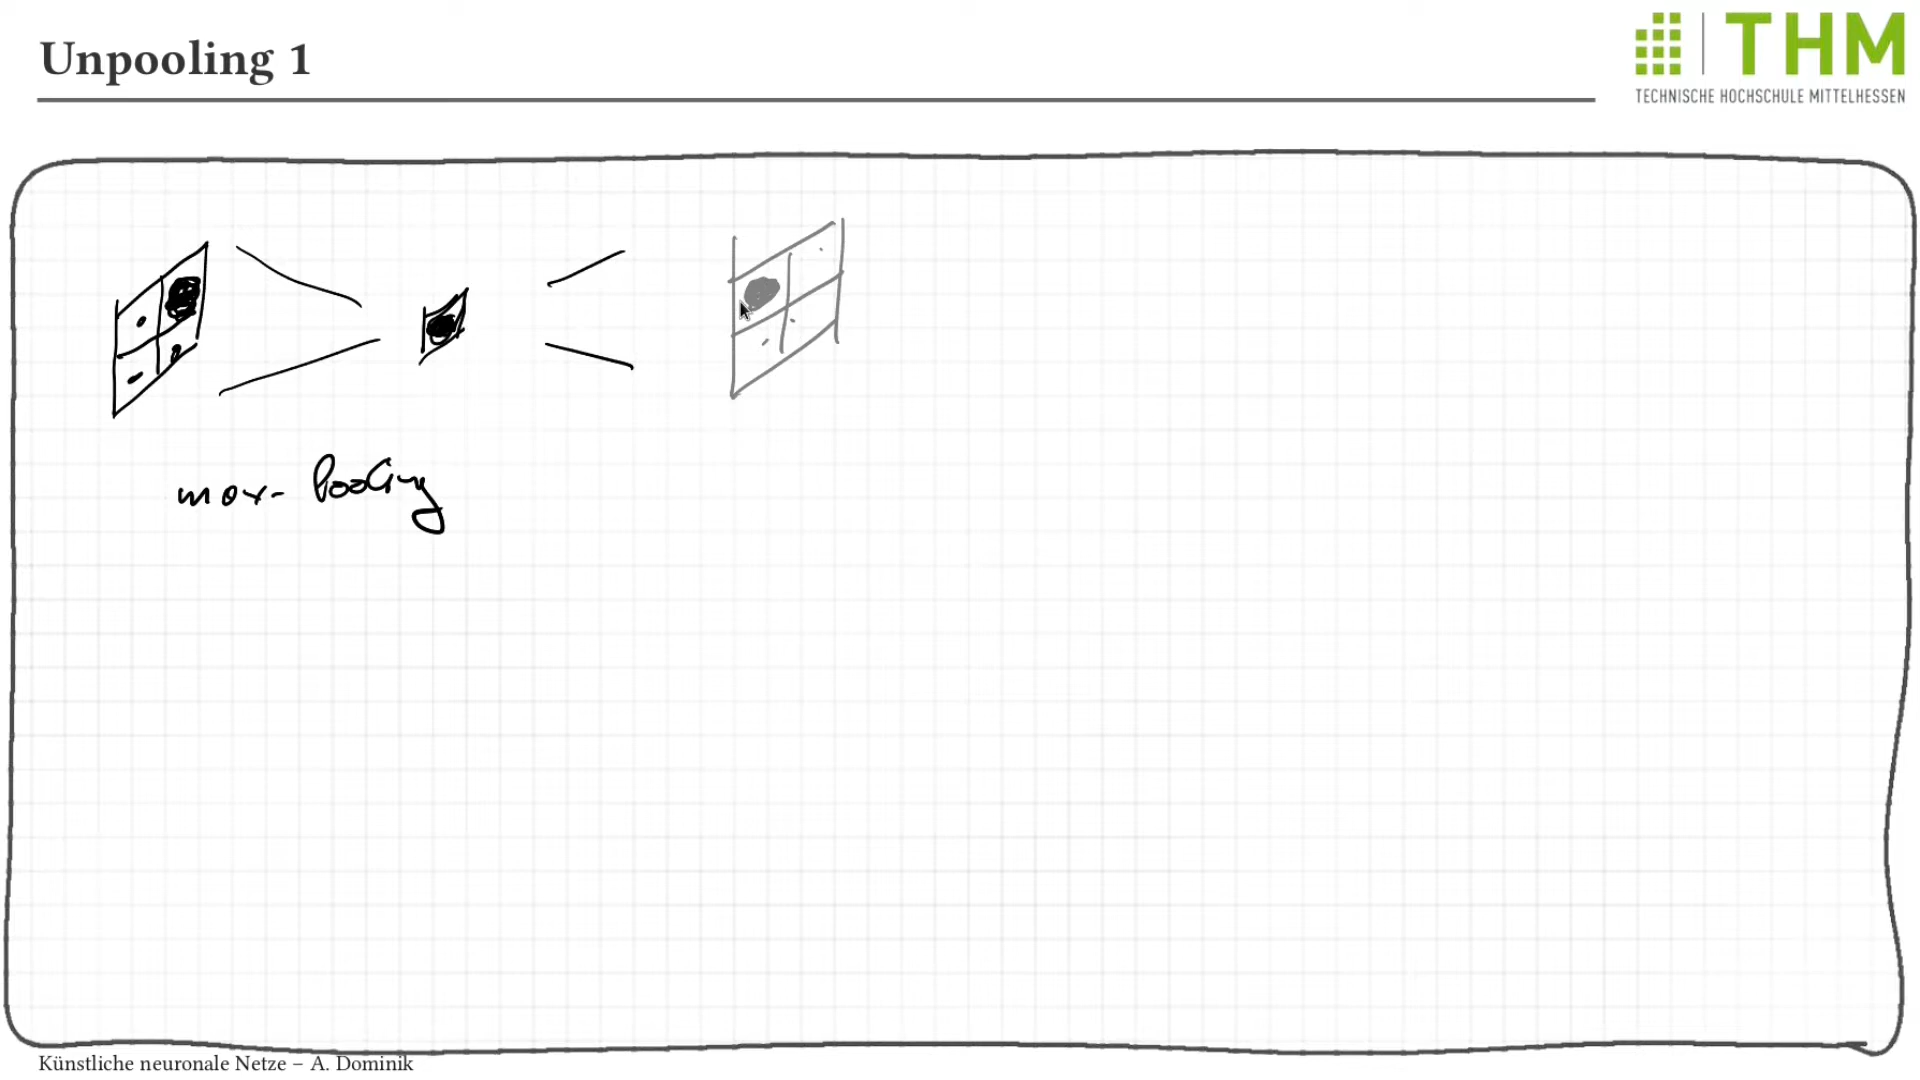 Unpooling 1
THM
TECHNISCHE HOCHSCHULE MITTELHESSEN
max- Pooling
Künstliche neuronale Netze – A. Dominik